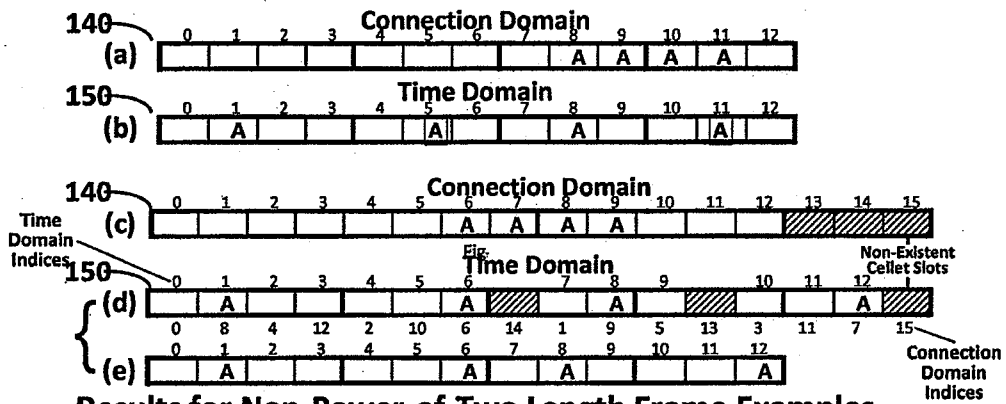 140
Connection Domain
0 1 2 3 4 5 6 7 8 9 10 11 12
(a) A A A A
150
Time Domain
0 1 2 3 4 5 6 7 8 9 10 11 12
(b) A A A A
140
Connection Domain
0 1 2 3 4 5 6 7 8 9 10 11 12 13 14 15
(c) A A A A
Time
Domain
Indices
Fig.
Non-Existent
Cellet Slots
150
Time Domain
0 1 2 3 4 5 6 7 8 9 10 11 12
(d) A A A A
0 8 4 12 2 10 6 14 1 9 5 13 3 11 7 15
Connection
Domain
Indices
0 1 2 3 4 5 6 7 8 9 10 11 12
(e) A A A A
Results for Non-Power-of-Two Length Frame Examples